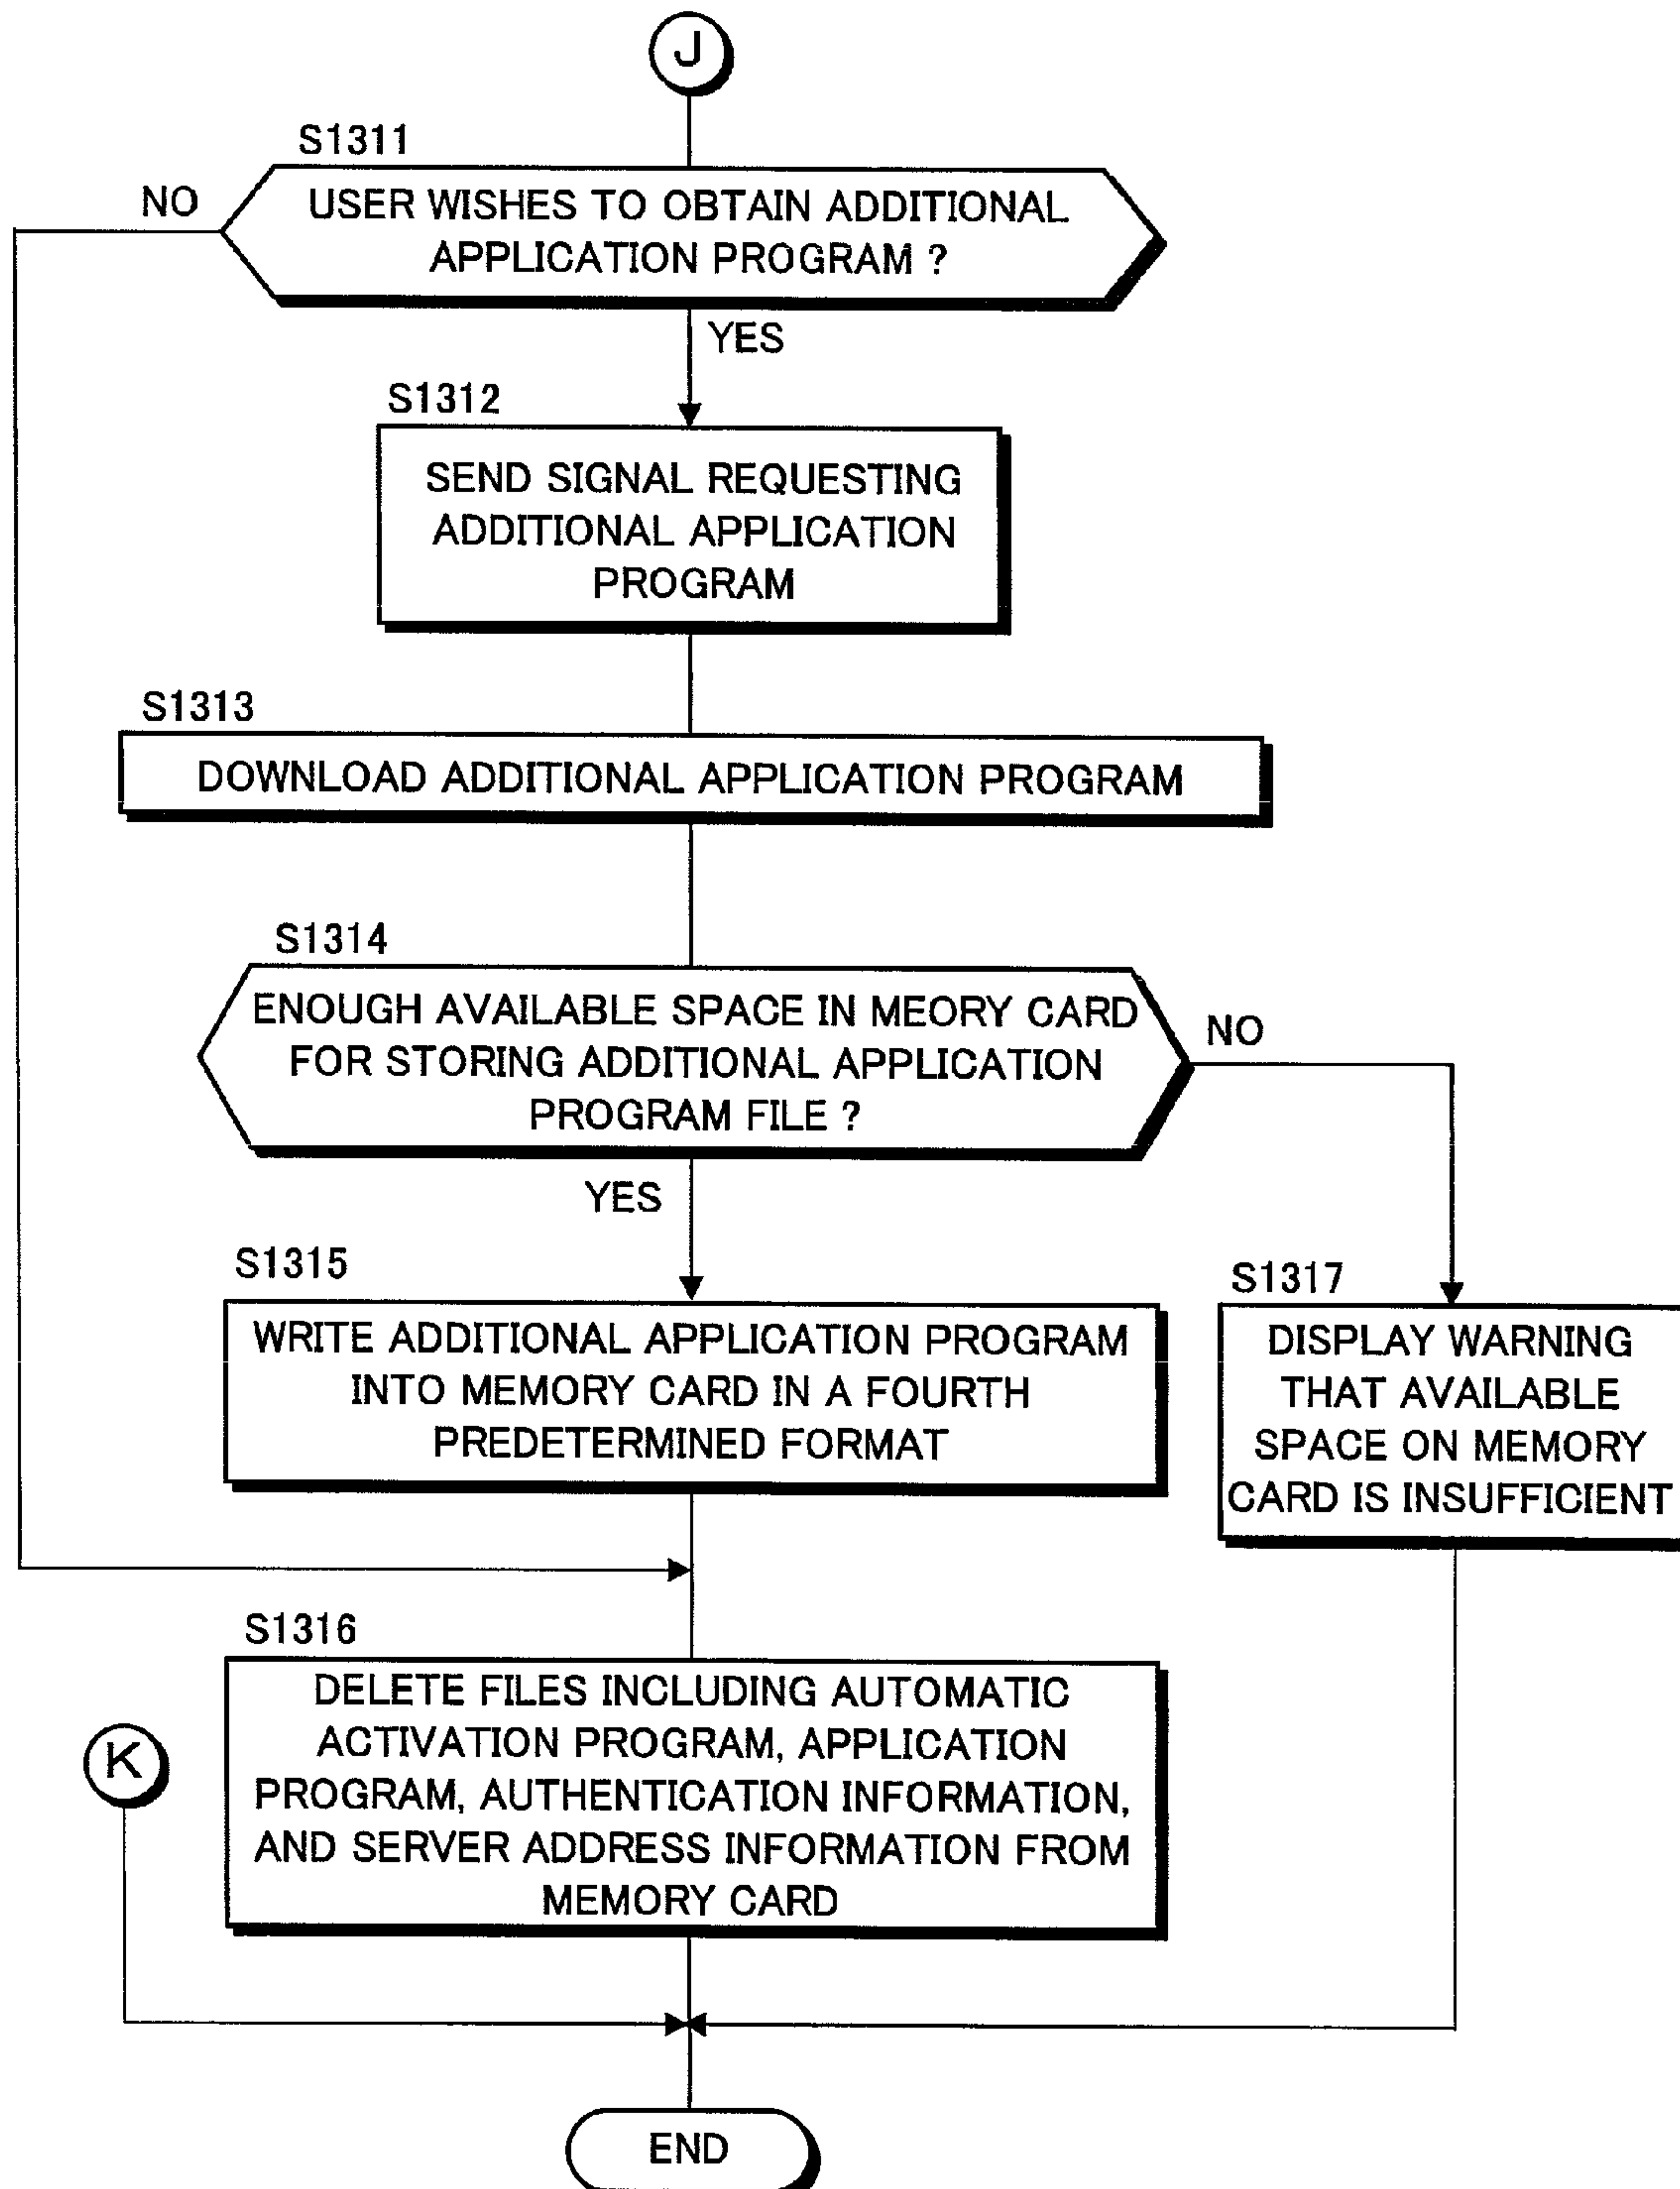 J
S1311
NO
USER WISHES TO OBTAIN ADDITIONAL
APPLICATION PROGRAM ?
YES
S1312
SEND SIGNAL REQUESTING
ADDITIONAL APPLICATION
PROGRAM
S1313
DOWNLOAD ADDITIONAL APPLICATION PROGRAM
S1314
ENOUGH AVAILABLE SPACE IN MEORY CARD
FOR STORING ADDITIONAL APPLICATION
PROGRAM FILE ?
NO
YES
S1315
WRITE ADDITIONAL APPLICATION PROGRAM
INTO MEMORY CARD IN A FOURTH
PREDETERMINED FORMAT
S1317
DISPLAY WARNING
THAT AVAILABLE
SPACE ON MEMORY
CARD IS INSUFFICIENT
S1316
DELETE FILES INCLUDING AUTOMATIC
ACTIVATION PROGRAM, APPLICATION
PROGRAM, AUTHENTICATION INFORMATION,
AND SERVER ADDRESS INFORMATION FROM
MEMORY CARD
K
END